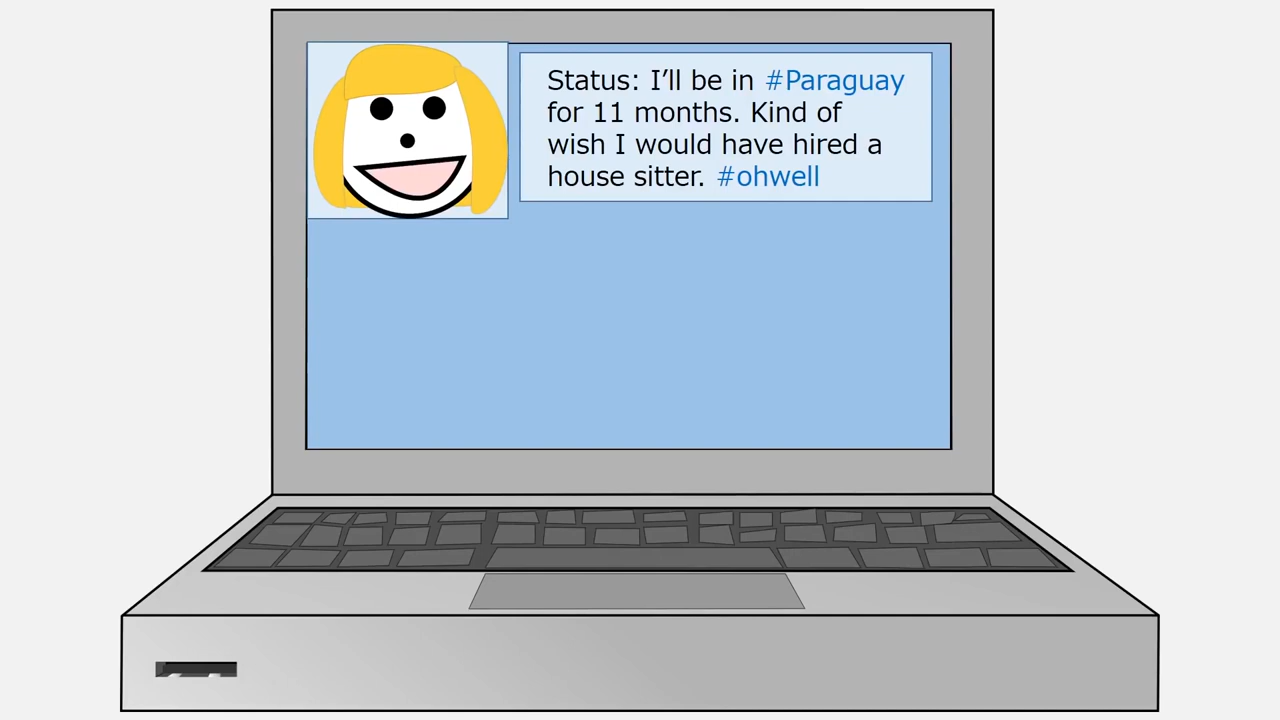 Status: I’ll be in #Paraguay
for 11 months. Kind of
wish I would have hired a
house sitter. #ohwell